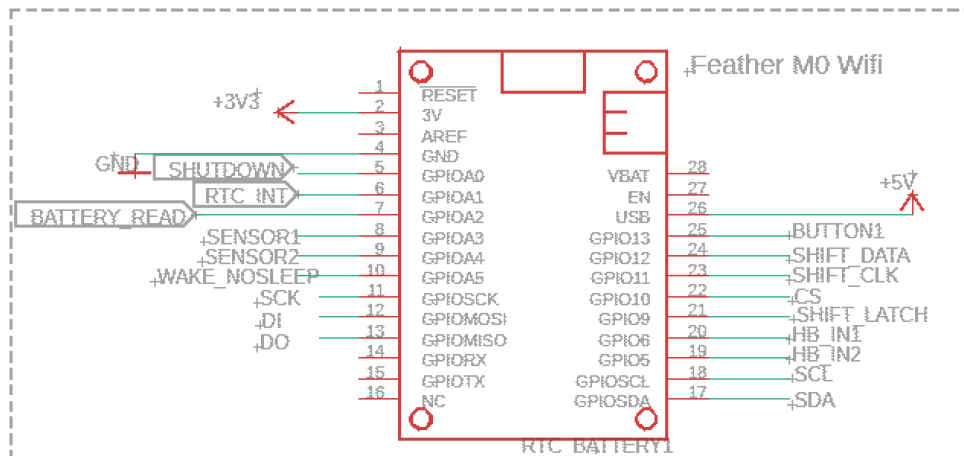 Feather M0 Wifi
+3V3
GND
SHUTDOWN
RTC_INT
BATTERY_READ
SENSOR1
SENSOR2
WAKE_NOSLEEP
SCK
DI
DO
1 RESET
2 3V
3 AREF
4 GND
5 GPIOA0
6 GPIOA1
7 GPIOA2
8 GPIOA3
9 GPIOA4
10 GPIOA5
11 GPIOSCK
12 GPIOMOSI
13 GPIOMISO
14 GPIORX
15 GPIOTX
16 NC
VBAT 28
EN 27
USB 26
GPIO13 25
GPIO12 24
GPIO11 23
GPIO10 22
GPIO9 21
GPIO6 20
GPIO5 19
GPIOSCL 18
GPIOSDA 17
+5V
BUTTON1
SHIFT_DATA
SHIFT_CLK
CS
SHIFT_LATCH
HB_IN1
HB_IN2
SCL
SDA
RTC_BATTERY1